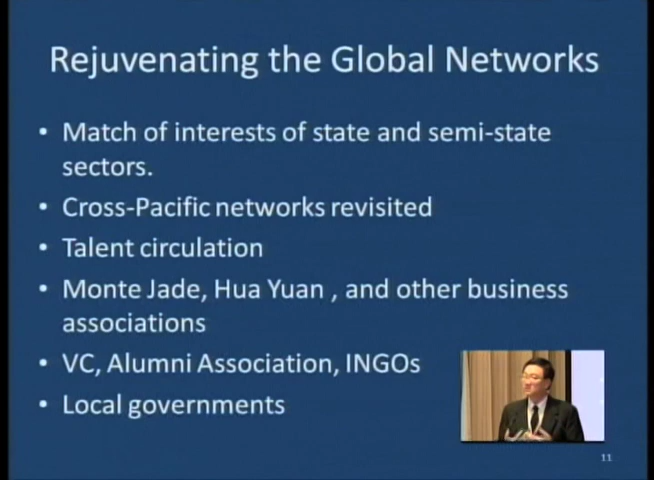 Rejuvenating the Global Networks
• Match of interests of state and semi-state
sectors.
• Cross-Pacific networks revisited
• Talent circulation
• Monte Jade, Hua Yuan , and other business
associations
• VC, Alumni Association, INGOs
• Local governments
11